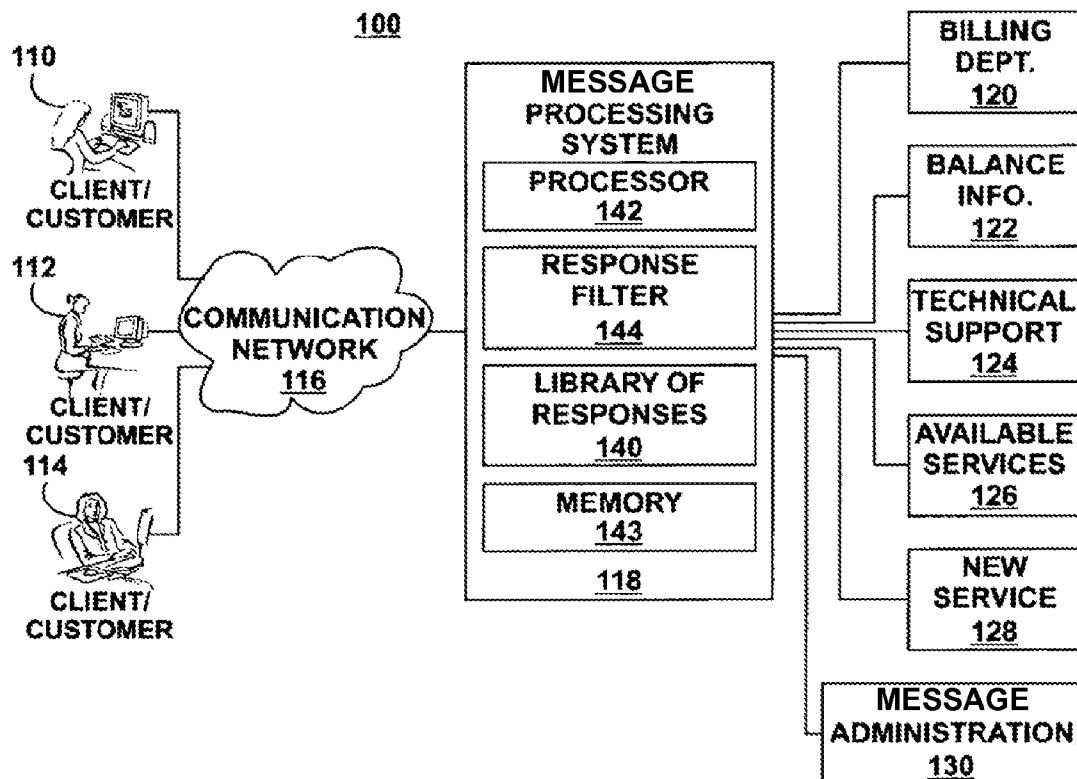 100
110
CLIENT/
CUSTOMER
112
CLIENT/
CUSTOMER
114
CLIENT/
CUSTOMER
COMMUNICATION
NETWORK
116
MESSAGE
PROCESSING
SYSTEM
PROCESSOR
142
RESPONSE
FILTER
144
LIBRARY OF
RESPONSES
140
MEMORY
143
118
BILLING
DEPT.
120
BALANCE
INFO.
122
TECHNICAL
SUPPORT
124
AVAILABLE
SERVICES
126
NEW
SERVICE
128
MESSAGE
ADMINISTRATION
130